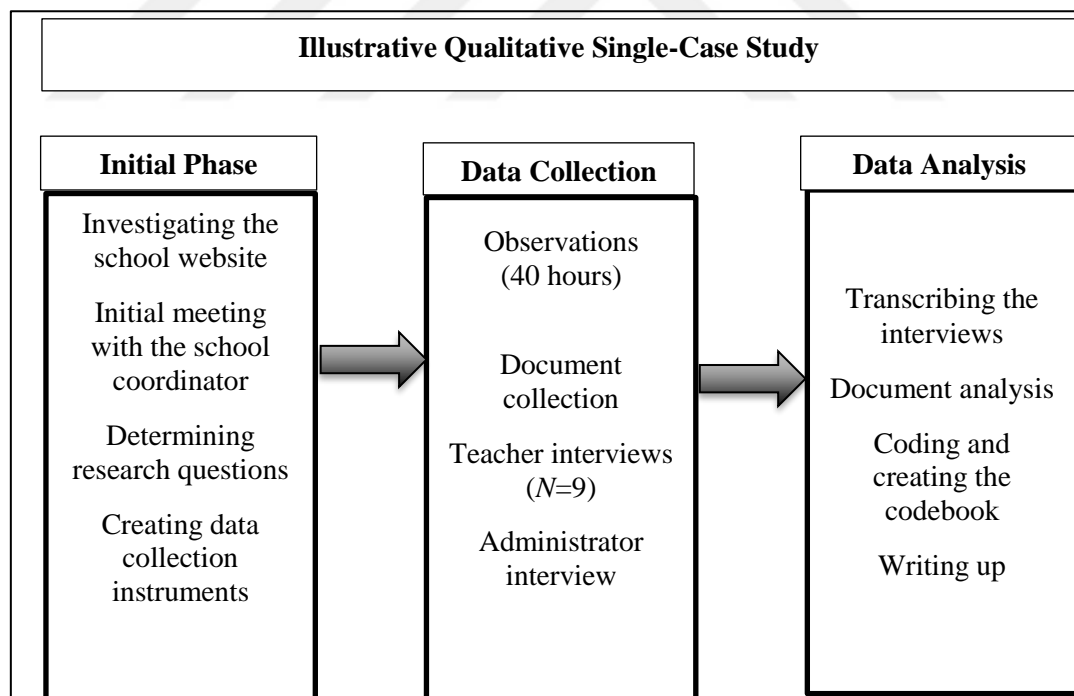 Illustrative Qualitative Single-Case Study
Initial Phase
Investigating the
school website
Initial meeting
with the school
coordinator
Determining
research questions
Creating data
collection
instruments
Data Collection
Observations
(40 hours)
Document
collection
Teacher interviews
(N=9)
Administrator
interview
Data Analysis
Transcribing the
interviews
Document analysis
Coding and
creating the
codebook
Writing up